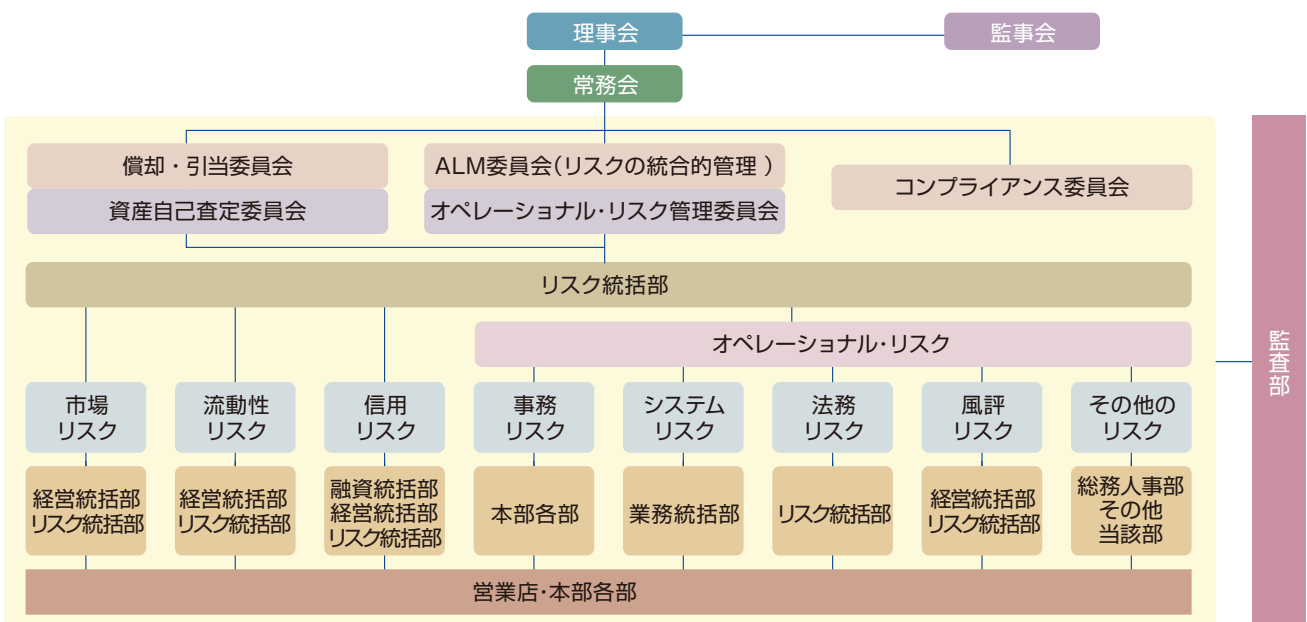 理事会
監事会
常務会
償却・引当委員会
ALM委員会(リスクの統合的管理 )
コンプライアンス委員会
資産自己査定委員会
オペレーショナル・リスク管理委員会
リスク統括部
オペレーショナル・リスク
市場
リスク
流動性
リスク
信用
リスク
事務
リスク
システム
リスク
法務
リスク
風評
リスク
その他の
リスク
経営統括部
リスク統括部
経営統括部
リスク統括部
融資統括部
経営統括部
リスク統括部
本部各部
業務統括部
リスク統括部
経営統括部
リスク統括部
総務人事部
その他
当該部
営業店・本部各部
監査部